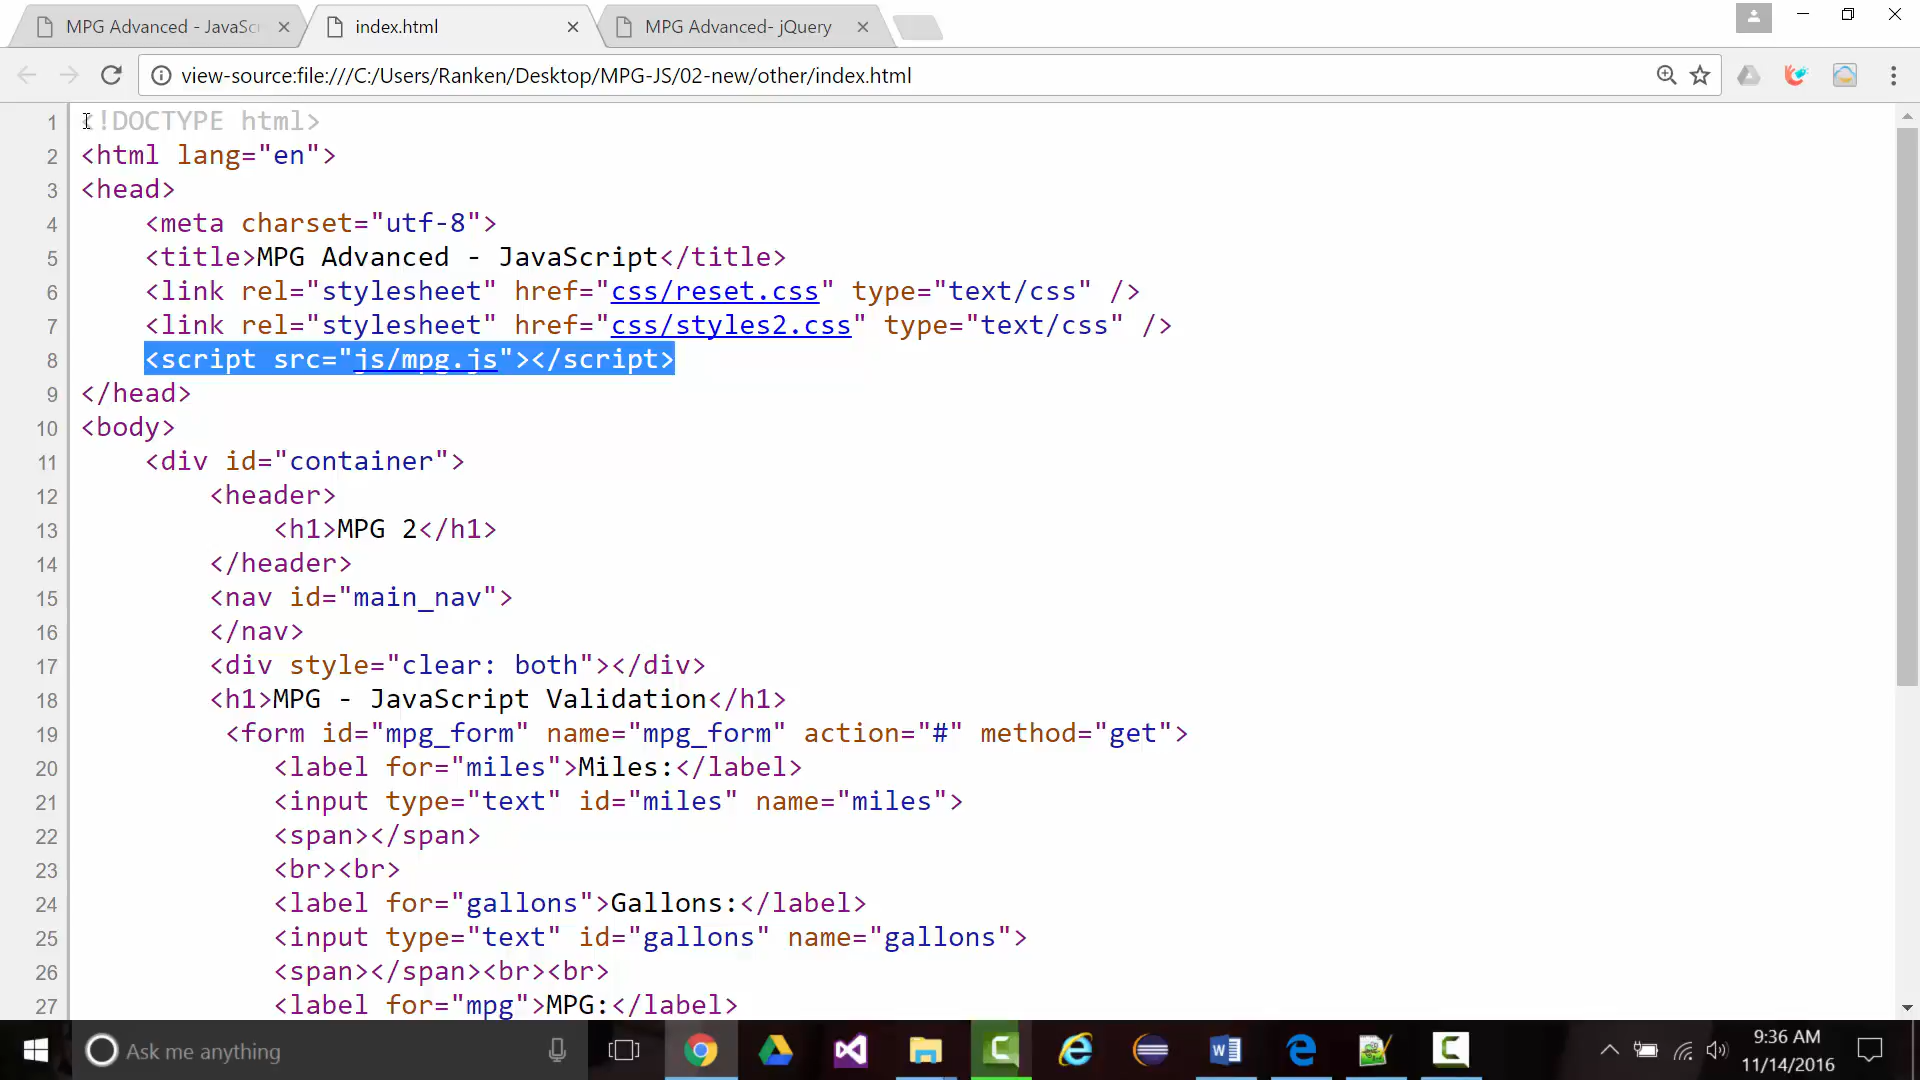 MPG Advanced - JavaSc
index.html
MPG Advanced- jQuery
view-source:file:///C:/Users/Ranken/Desktop/MPG-JS/02-new/other/index.html
1 <!DOCTYPE html>
2 <html lang="en">
3 <head>
4 <meta charset="utf-8">
5 <title>MPG Advanced - JavaScript</title>
6 <link rel="stylesheet" href="css/reset.css" type="text/css" />
7 <link rel="stylesheet" href="css/styles2.css" type="text/css" />
8 <script src="js/mpg.js"></script>
9 </head>
10 <body>
11 <div id="container">
12 <header>
13 <h1>MPG 2</h1>
14 </header>
15 <nav id="main_nav">
16 </nav>
17 <div style="clear: both"></div>
18 <h1>MPG - JavaScript Validation</h1>
19 <form id="mpg_form" name="mpg_form" action="#" method="get">
20 <label for="miles">Miles:</label>
21 <input type="text" id="miles" name="miles">
22 <span></span>
23 <br><br>
24 <label for="gallons">Gallons:</label>
25 <input type="text" id="gallons" name="gallons">
26 <span></span><br><br>
27 <label for="mpg">MPG:</label>
Ask me anything
9:36 AM
11/14/2016